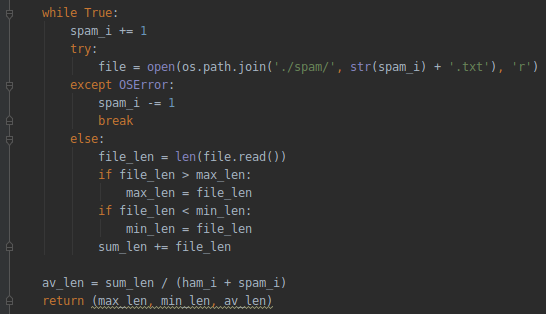 while True:
    spam_i += 1
    try:
        file = open(os.path.join('./spam/', str(spam_i) + '.txt'), 'r')
    except OSError:
        spam_i -= 1
        break
    else:
        file_len = len(file.read())
        if file_len > max_len:
            max_len = file_len
        if file_len < min_len:
            min_len = file_len
        sum_len += file_len

av_len = sum_len / (ham_i + spam_i)
return (max_len, min_len, av_len)